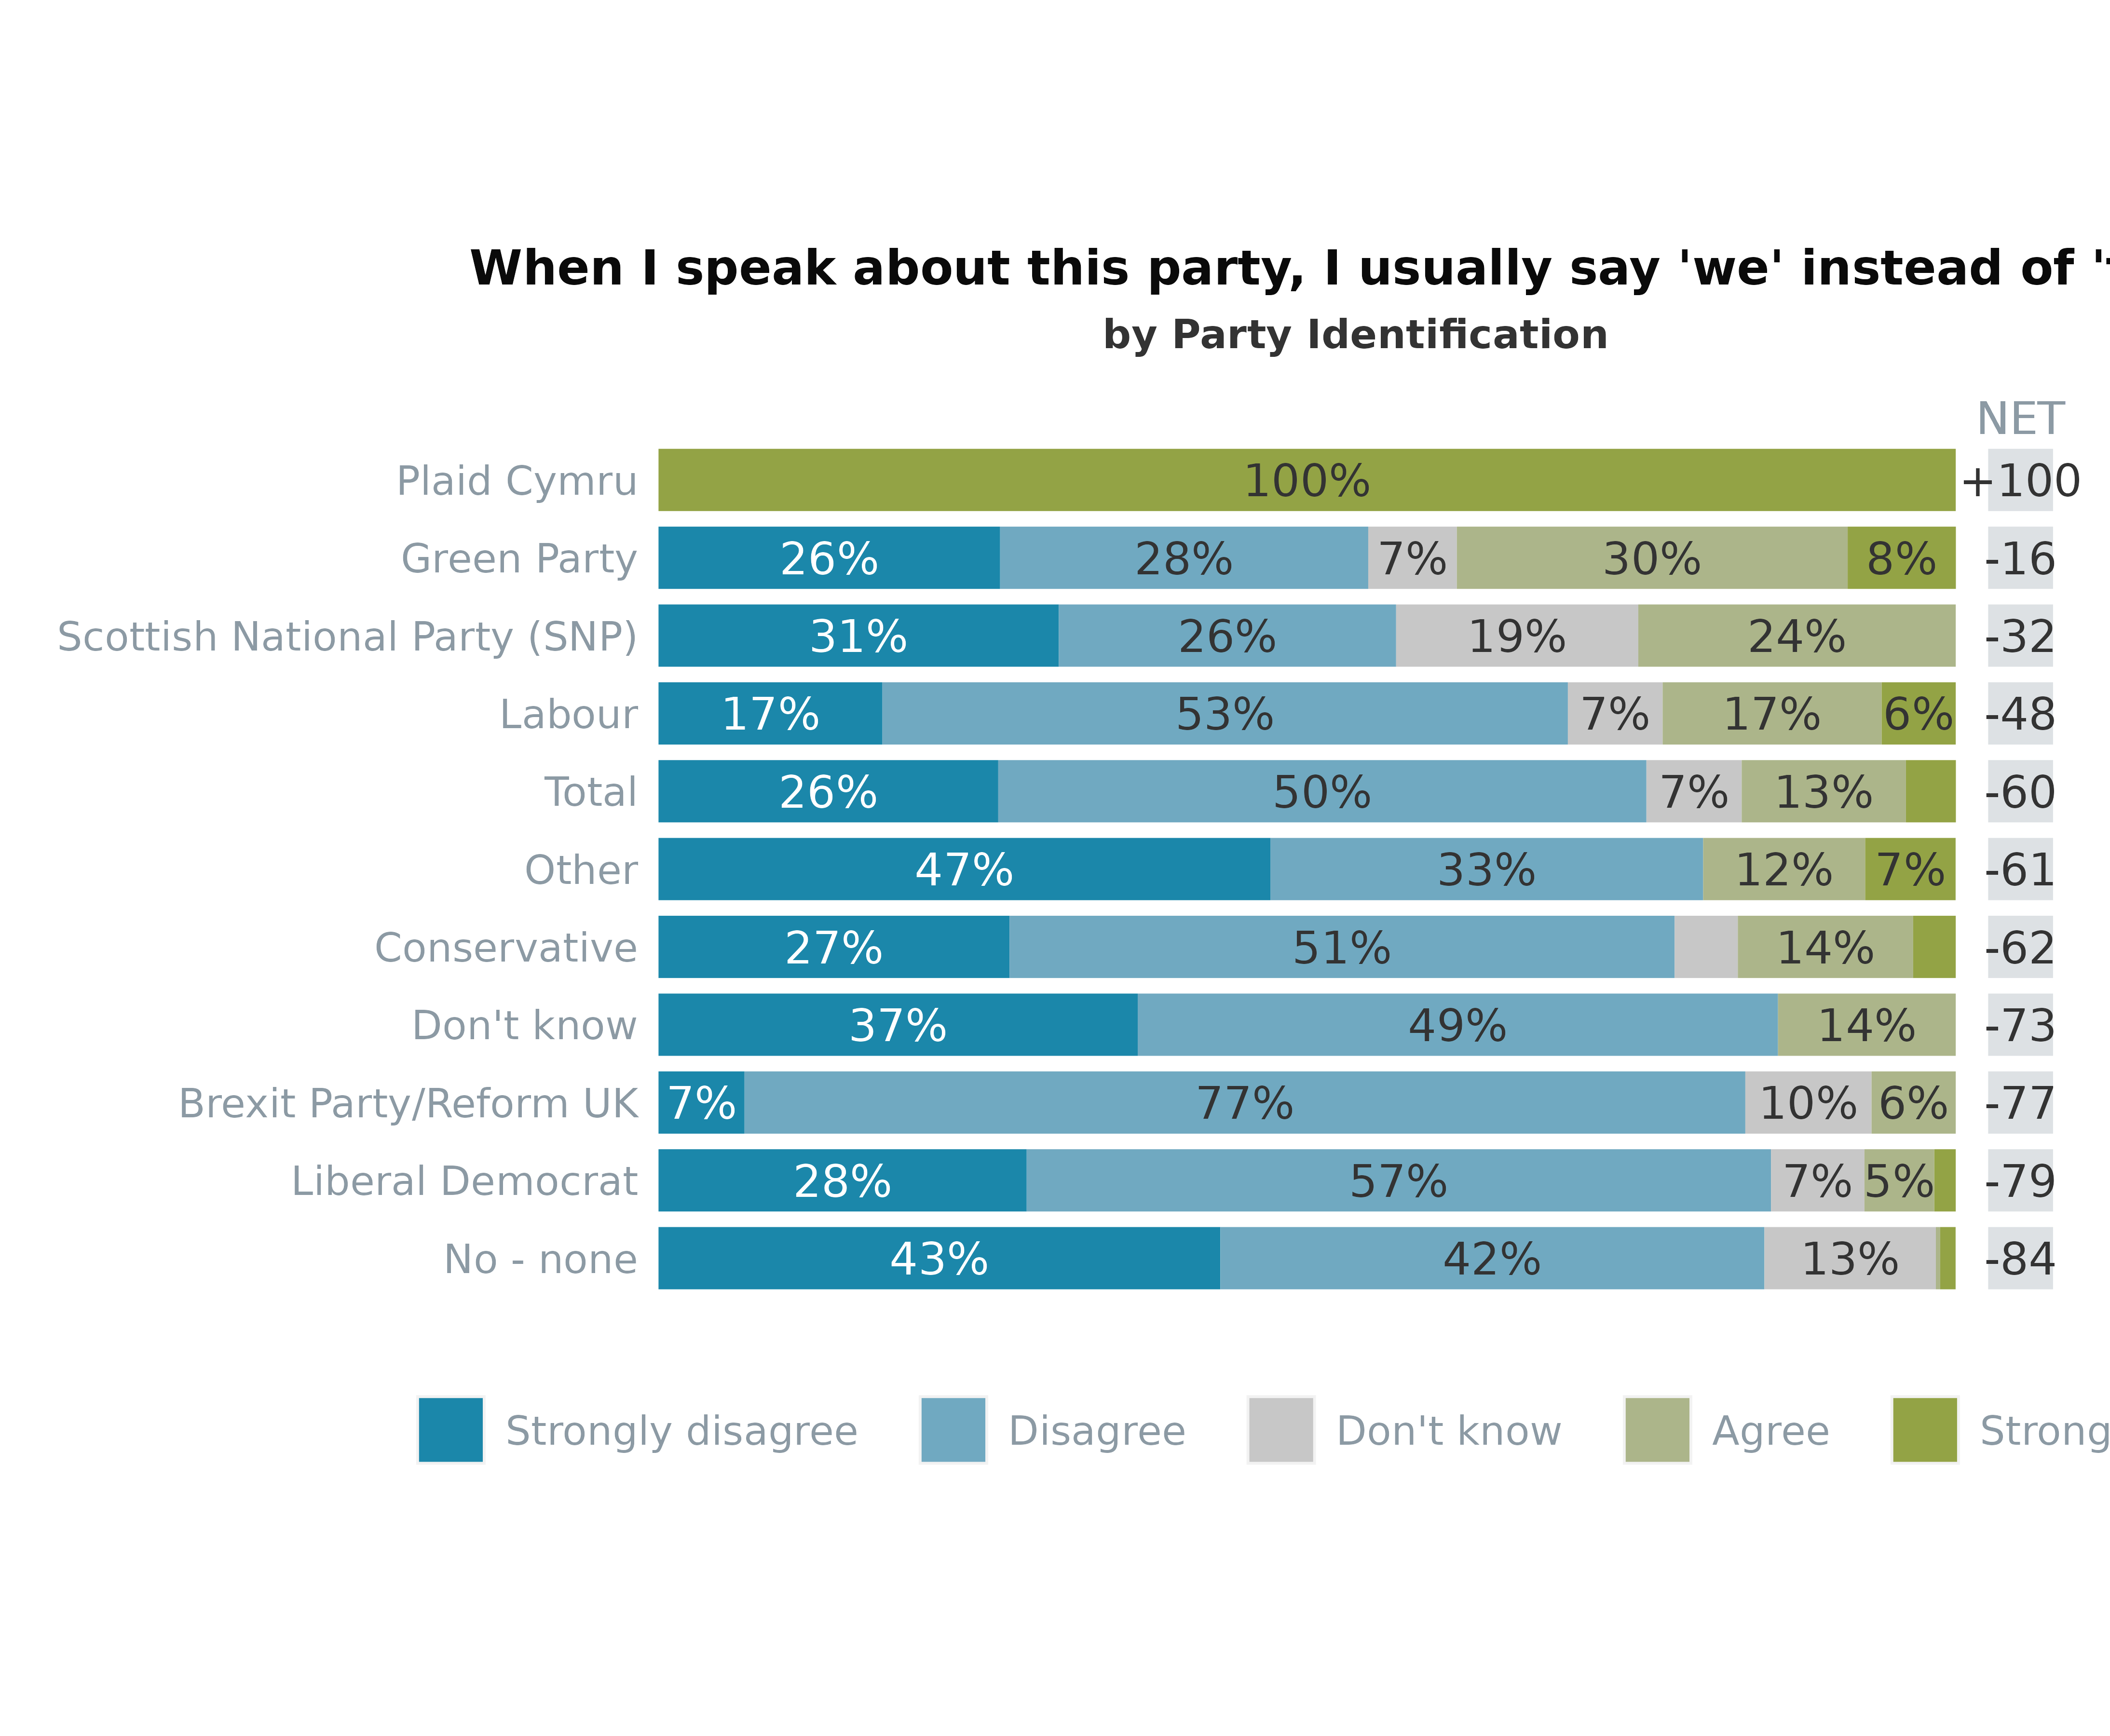 When I speak about this party, I usually say 'we' instead of
by Party Identification
NET
Plaid Cymru 100% +100
Green Party 26% 28% 7% 30% 8% -16
Scottish National Party (SNP) 31% 26% 19% 24% -32
Labour 17% 53% 7% 17% 6% -48
Total 26% 50% 7% 13% -60
Other 47% 33% 12% 7% -61
Conservative 27% 51% 14% -62
Don't know 37% 49% 14% -73
Brexit Party/Reform UK 7% 77% 10% 6% -77
Liberal Democrat 28% 57% 7% 5% -79
No - none 43% 42% 13% -84
Strongly disagree Disagree Don't know Agree Strong